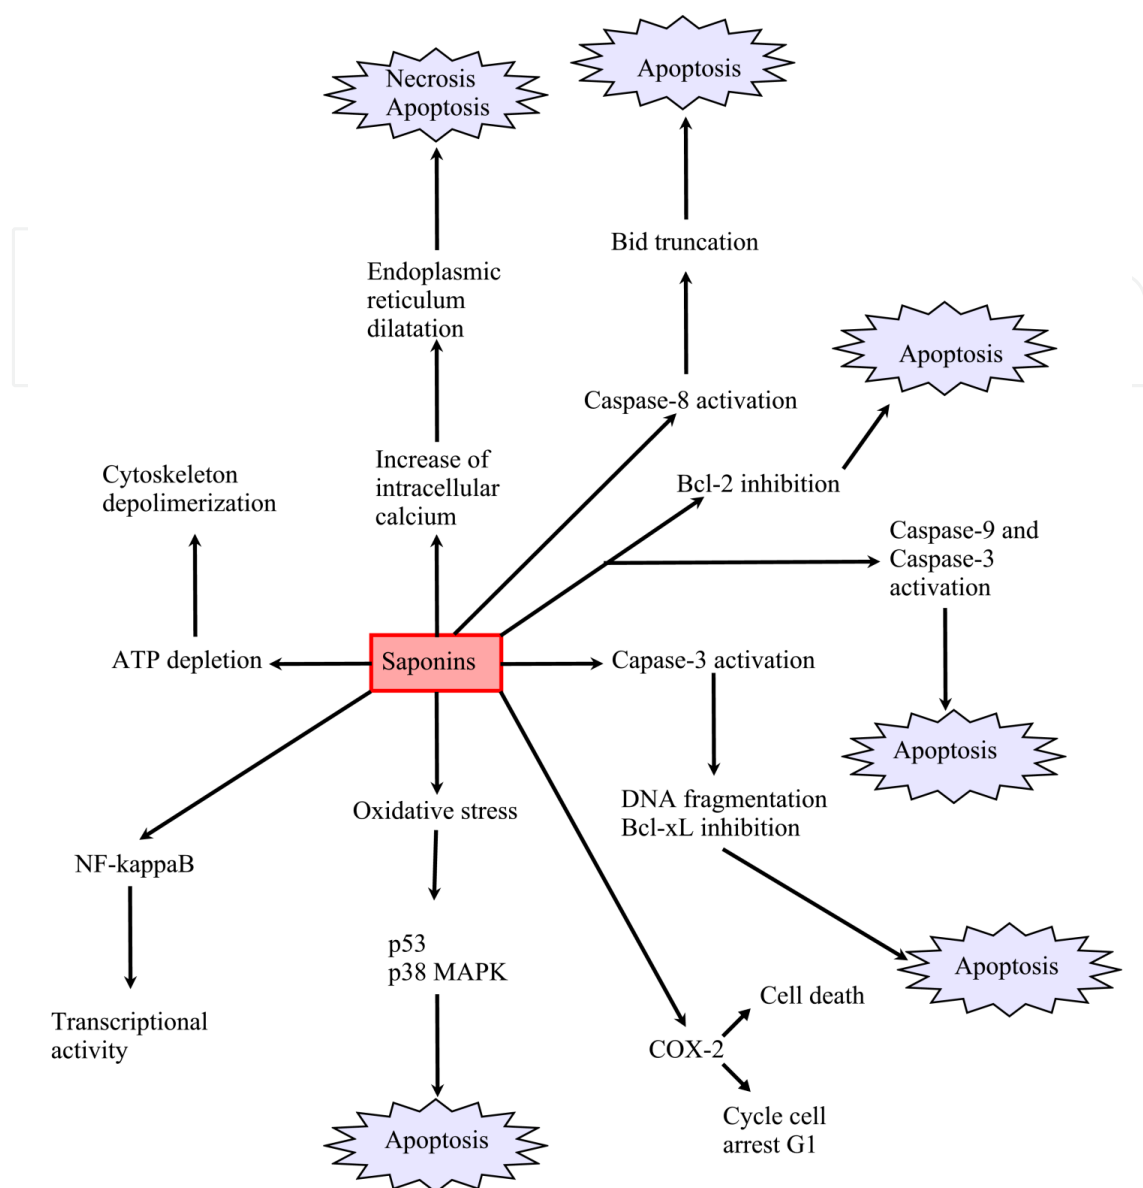 Necrosis
Apoptosis
Apoptosis
Bid truncation
Endoplasmic
reticulum
dilatation
Apoptosis
Caspase-8 activation
Increase of
intracellular
calcium
Cytoskeleton
depolimerization
Bcl-2 inhibition
Caspase-9 and
Caspase-3
activation
ATP depletion
Saponins
Capase-3 activation
Apoptosis
Oxidative stress
DNA fragmentation
Bcl-xL inhibition
NF-kappaB
p53
p38 MAPK
Apoptosis
Cell death
Transcriptional
activity
COX-2
Cycle cell
arrest G1
Apoptosis